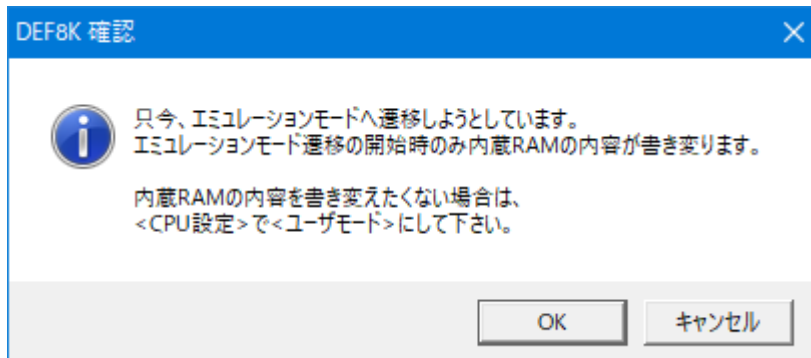 DEF8K 確認
只今、エミュレーションモードへ遷移しようとしています。
エミュレーションモード遷移の開始時のみ内蔵RAMの内容が書き変ります。
内蔵RAMの内容を書き変えたくない場合は、
<CPU設定>で<ユーザモード>にして下さい。
OK
キャンセル